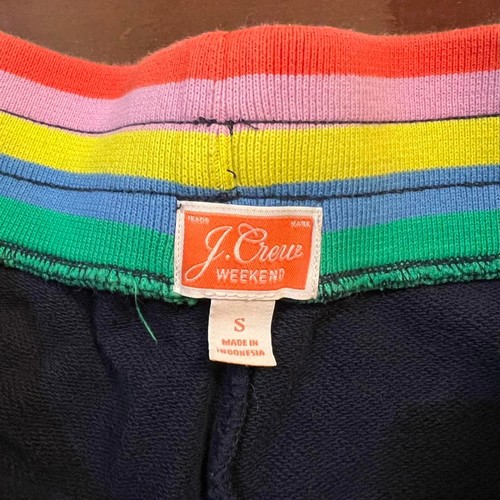 TRADE MARK
J.Crew
WEEKEND
S
MADE IN
INDONESIA